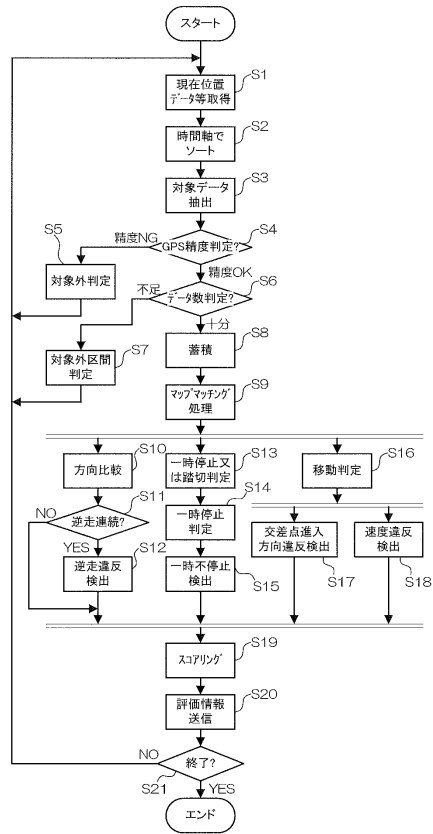 スタート
S1
現在位置
データ等取得
S2
時間軸で
ソート
S3
対象データ
抽出
S4
GPS精度判定?
精度NG
S5
対象外判定
精度OK
S6
データ数判定?
不足
S7
対象外区間
判定
十分
S8
蓄積
S9
マップマッチング
処理
S10
方向比較
S11
逆走連続?
NO
YES
S12
逆走違反
検出
S13
一時停止又
は踏切判定
S14
一時停止
判定
S15
一時不停止
検出
S16
移動判定
交差点進入
方向違反検出
S17
速度違反
検出
S18
S19
スコアリング
S20
評価情報
送信
NO
終了?
S21
YES
エンド